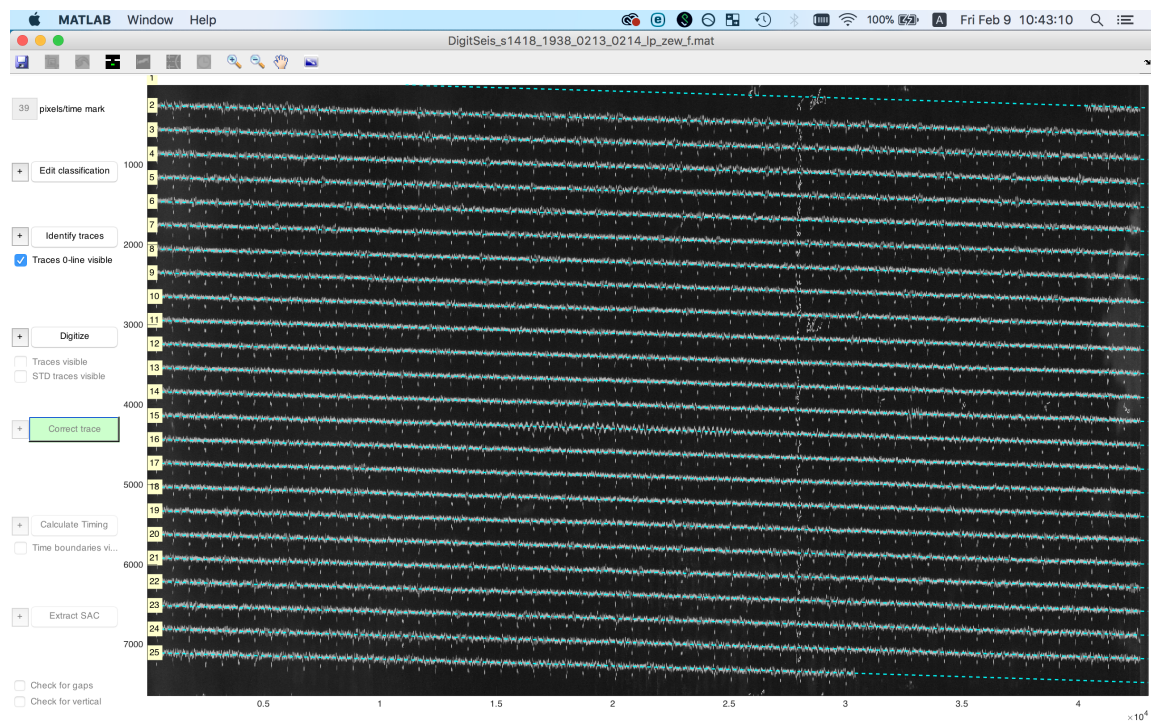 MATLAB Window Help 100% A Fri Feb 9 10:43:10
DigitSeis_s1418_1938_0213_0214_lp_zew_f.mat
39 pixels/time mark
+ Edit classification
+ Identify traces
Traces 0-line visible
+ Digitize
Traces visible
STD traces visible
+ Correct trace
+ Calculate Timing
Time boundaries vi...
+ Extract SAC
Check for gaps
Check for vertical
1000
2000
3000
4000
5000
6000
7000
1
2
3
4
5
6
7
8
9
10
11
12
13
14
15
16
17
18
19
20
21
22
23
24
25
0.5 1 1.5 2 2.5 3 3.5 4
× 10⁴